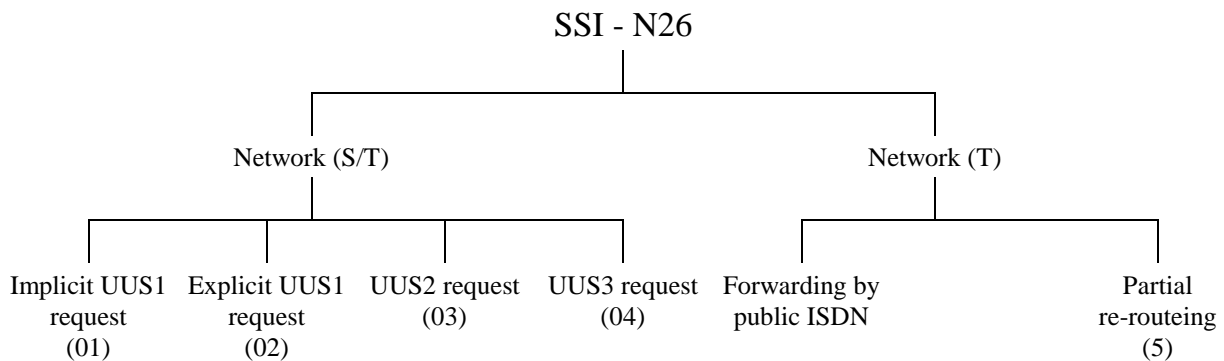 SSI - N26
Network (S/T)
Network (T)
Implicit UUS1
request
(01)
Explicit UUS1
request
(02)
UUS2 request
(03)
UUS3 request
(04)
Forwarding by
public ISDN
Partial
re-routeing
(5)